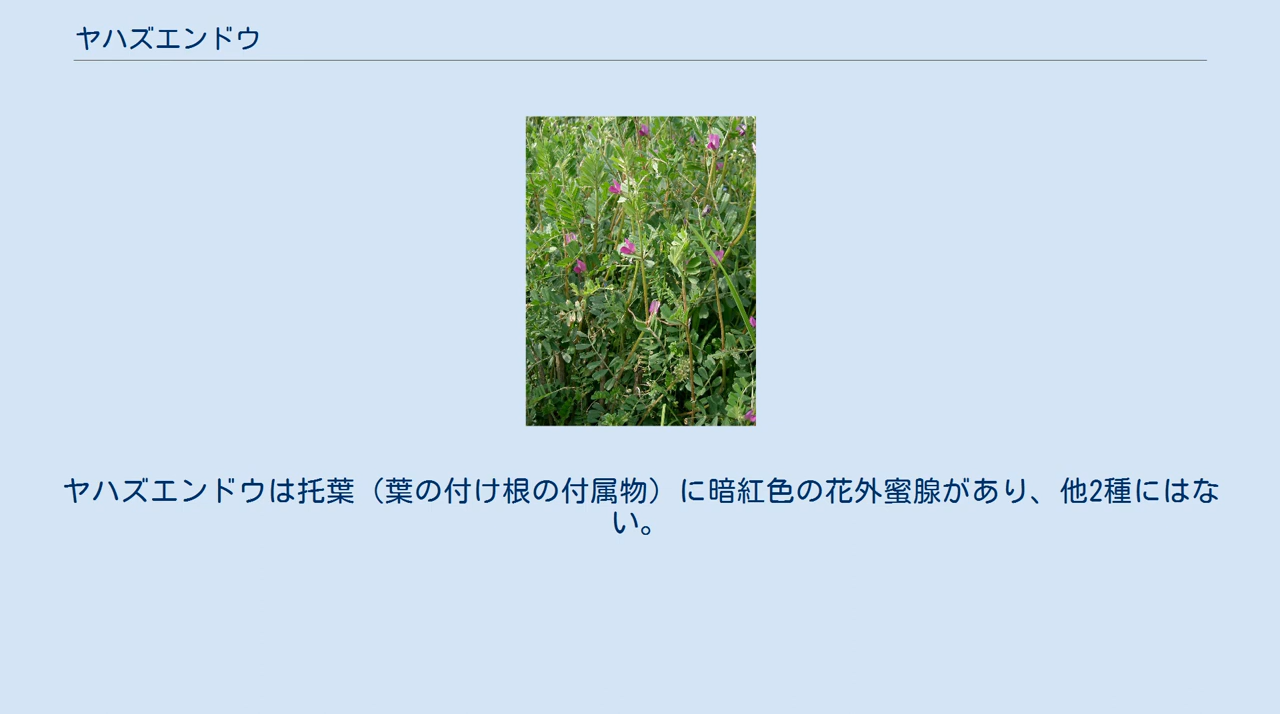 ヤハズエンドウ
ヤハズエンドウは托葉（葉の付け根の付属物）に暗紅色の花外蜜腺があり、他2種にはな
い。